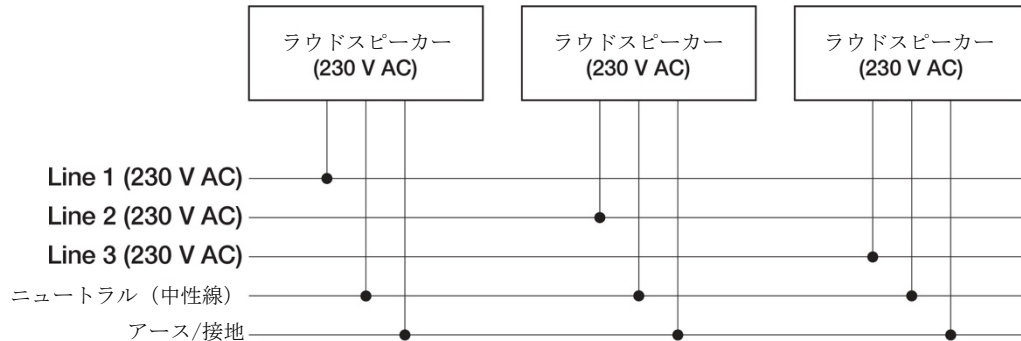 ラウドスピーカー
(230 V AC)
ラウドスピーカー
(230 V AC)
ラウドスピーカー
(230 V AC)
Line 1 (230 V AC)
Line 2 (230 V AC)
Line 3 (230 V AC)
ニュートラル（中性線）
アース/接地